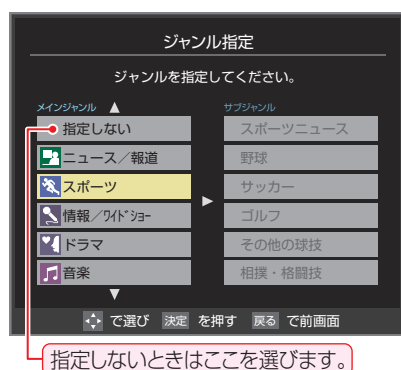 ジャンル指定
ジャンルを指定してください。
メインジャンル
指定しない
ニュース／報道
スポーツ
情報／ﾜｲﾄﾞｼｮｰ
ドラマ
音楽
サブジャンル
スポーツニュース
野球
サッカー
ゴルフ
その他の球技
相撲・格闘技
で選び 決定 を押す 戻る で前画面
指定しないときはここを選びます。